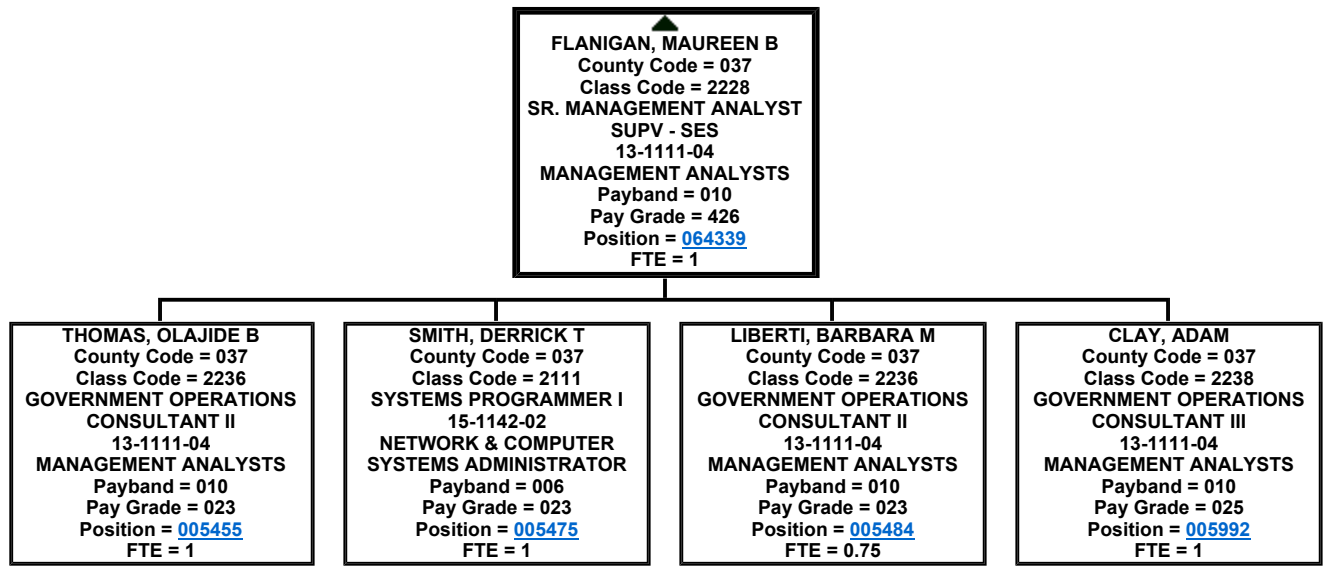 FLANIGAN, MAUREEN B
County Code = 037
Class Code = 2228
SR. MANAGEMENT ANALYST
SUPV - SES
13-1111-04
MANAGEMENT ANALYSTS
Payband = 010
Pay Grade = 426
Position = 064339
FTE = 1
THOMAS, OLAJIDE B
County Code = 037
Class Code = 2236
GOVERNMENT OPERATIONS
CONSULTANT II
13-1111-04
MANAGEMENT ANALYSTS
Payband = 010
Pay Grade = 023
Position = 005455
FTE = 1
SMITH, DERRICK T
County Code = 037
Class Code = 2111
SYSTEMS PROGRAMMER I
15-1142-02
NETWORK & COMPUTER
SYSTEMS ADMINISTRATOR
Payband = 006
Pay Grade = 023
Position = 005475
FTE = 1
LIBERTI, BARBARA M
County Code = 037
Class Code = 2236
GOVERNMENT OPERATIONS
CONSULTANT II
13-1111-04
MANAGEMENT ANALYSTS
Payband = 010
Pay Grade = 023
Position = 005484
FTE = 0.75
CLAY, ADAM
County Code = 037
Class Code = 2238
GOVERNMENT OPERATIONS
CONSULTANT III
13-1111-04
MANAGEMENT ANALYSTS
Payband = 010
Pay Grade = 025
Position = 005992
FTE = 1